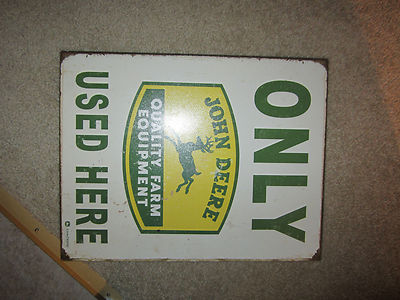 ONLY
JOHN DEERE
QUALITY FARM
EQUIPMENT
USED HERE